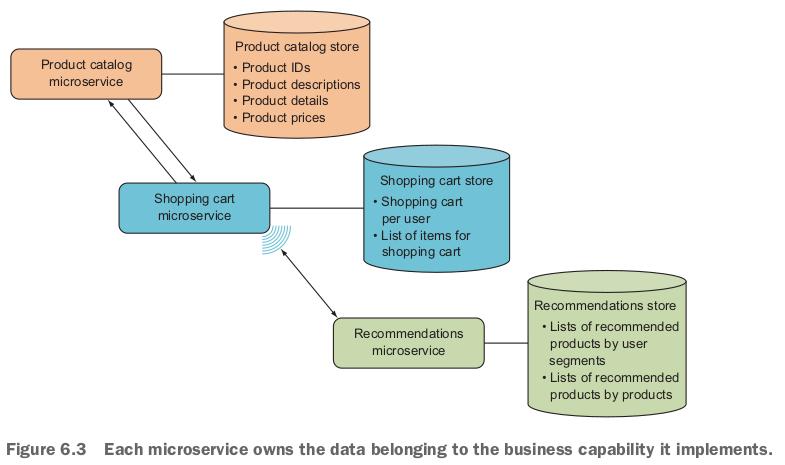 Product catalog
microservice
Product catalog store
• Product IDs
• Product descriptions
• Product details
• Product prices
Shopping cart
microservice
Shopping cart store
• Shopping cart
per user
• List of items for
shopping cart
Recommendations
microservice
Recommendations store
• Lists of recommended
products by user
segments
• Lists of recommended
products by products
Figure 6.3 Each microservice owns the data belonging to the business capability it implements.